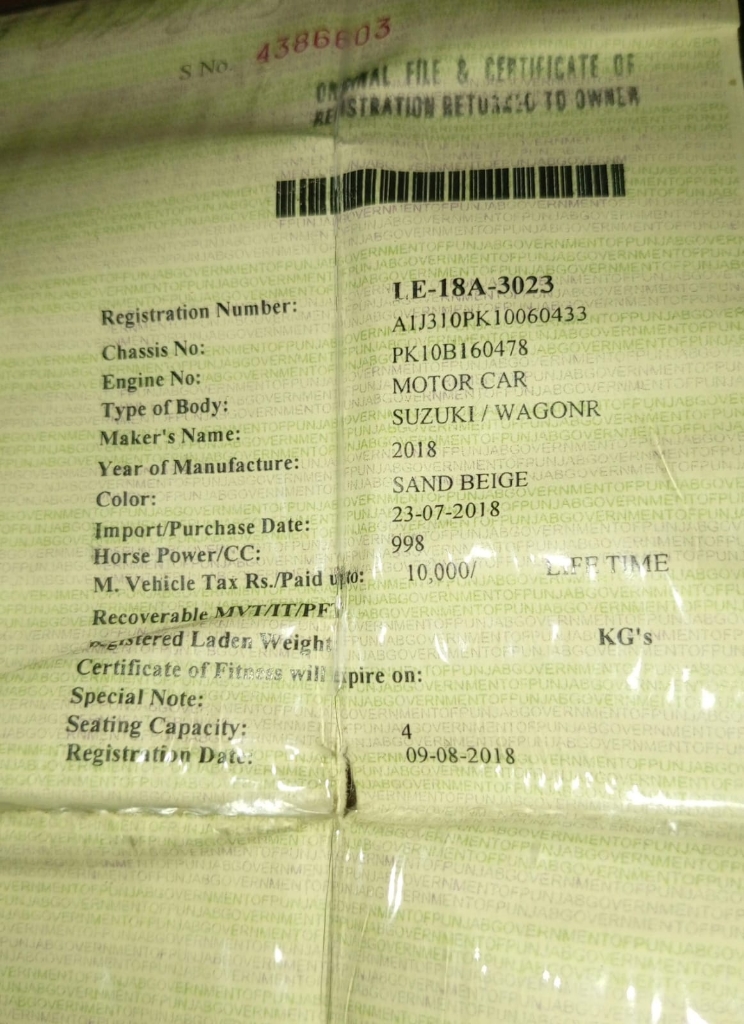 S No. 4386603
ORIGINAL FILE & CERTIFICATE OF
REGISTRATION RETURNED TO OWNER
Registration Number: LE-18A-3023
Chassis No: A1J310PK10060433
Engine No: PK10B160478
Type of Body: MOTOR CAR
Maker's Name: SUZUKI / WAGONR
Year of Manufacture: 2018
Color: SAND BEIGE
Import/Purchase Date: 23-07-2018
Horse Power/CC: 998
M. Vehicle Tax Rs./Paid upto: 10,000/ LIFE TIME
Recoverable MVT/IT/PF
Registered Laden Weight KG's
Certificate of Fitness will expire on:
Special Note:
Seating Capacity: 4
Registration Date: 09-08-2018